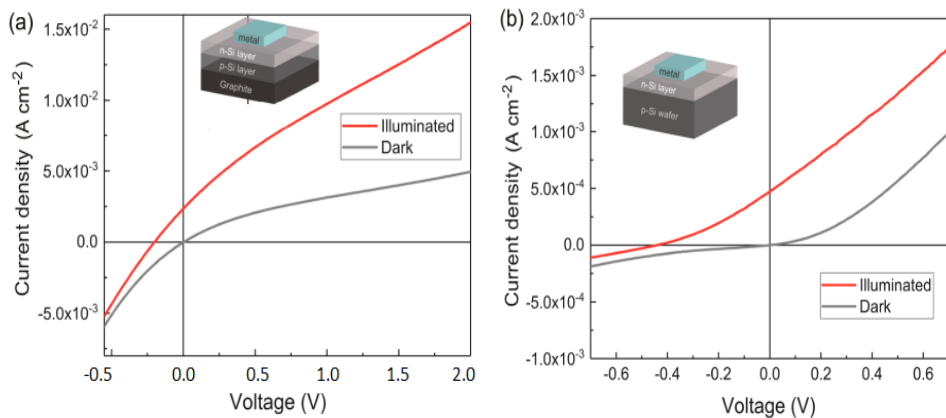 (a)
1.5x10⁻²
1.0x10⁻²
5.0x10⁻³
0.0
-5.0x10⁻³
Current density (A cm⁻²)
metal
n-Si layer
p-Si layer
Graphite
Illuminated
Dark
-0.5 0.0 0.5 1.0 1.5 2.0
Voltage (V)
(b)
2.0x10⁻³
1.5x10⁻³
1.0x10⁻³
5.0x10⁻⁴
0.0
-5.0x10⁻⁴
-1.0x10⁻³
Current density (A cm⁻²)
metal
n-Si layer
p-Si wafer
Illuminated
Dark
-0.6 -0.4 -0.2 0.0 0.2 0.4 0.6
Voltage (V)